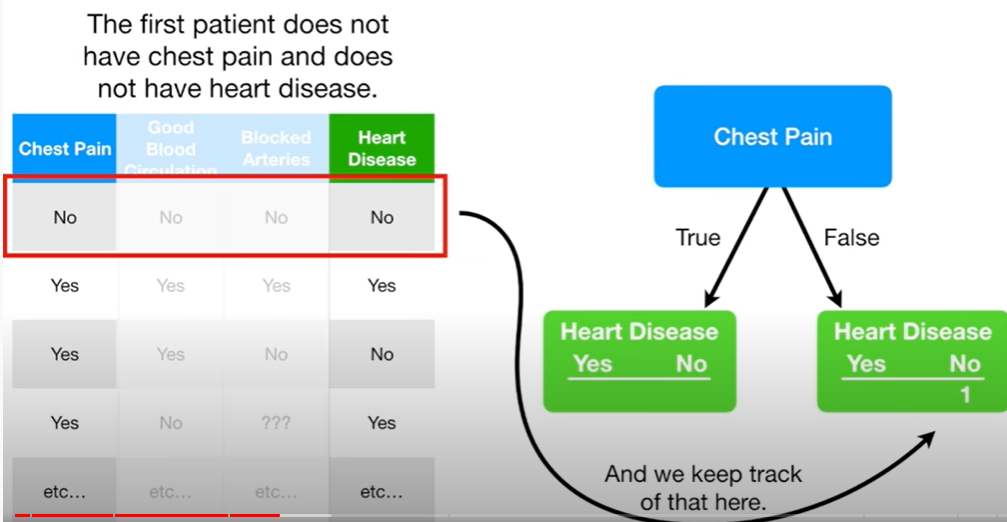 The first patient does not
have chest pain and does
not have heart disease.
Chest Pain
Good
Blood
Circulation
Blocked
Arteries
Heart
Disease
No No No No
Yes Yes Yes Yes
Yes Yes No No
Yes No ??? Yes
etc... etc... etc... etc...
Chest Pain
True False
Heart Disease
Yes No
Heart Disease
Yes No
1
And we keep track
of that here.